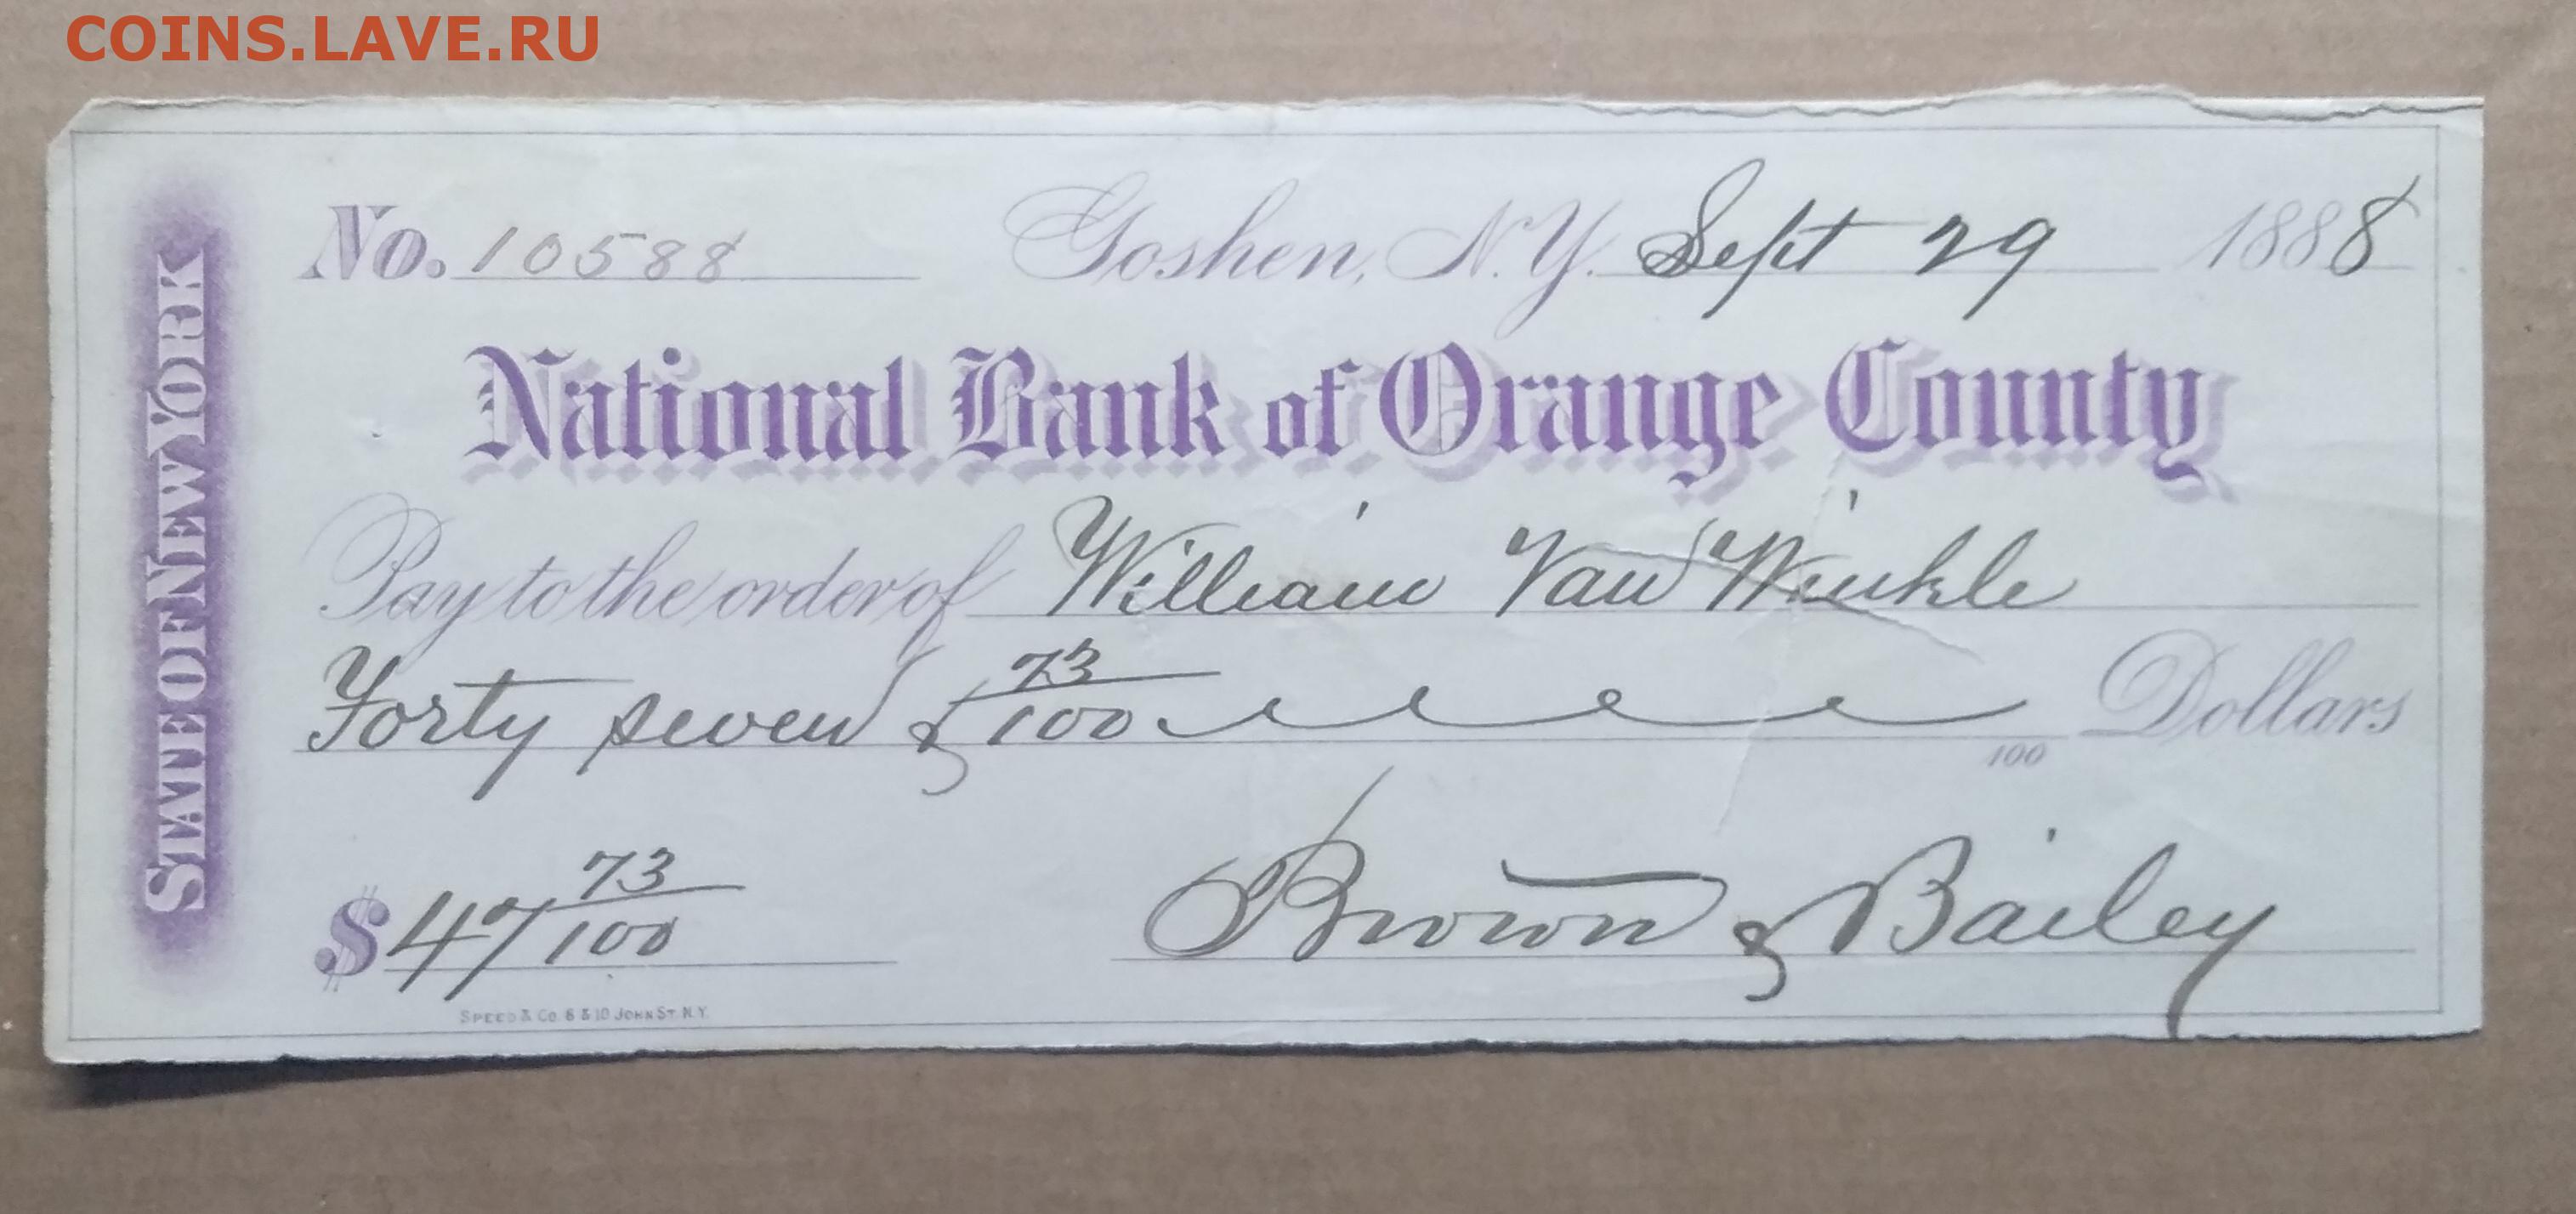 COINS.LAVE.RU
No. 10588 Goshen, N.Y. Sept 29 1888
National Bank of Orange County
Pay to the order of William Van Winkle
Forty seven & 73/100 100 Dollars
$47 73/100 Brown & Bailey
SPEED & CO. 8 & 10 JOHN ST. N.Y.
STATE OF NEW YORK